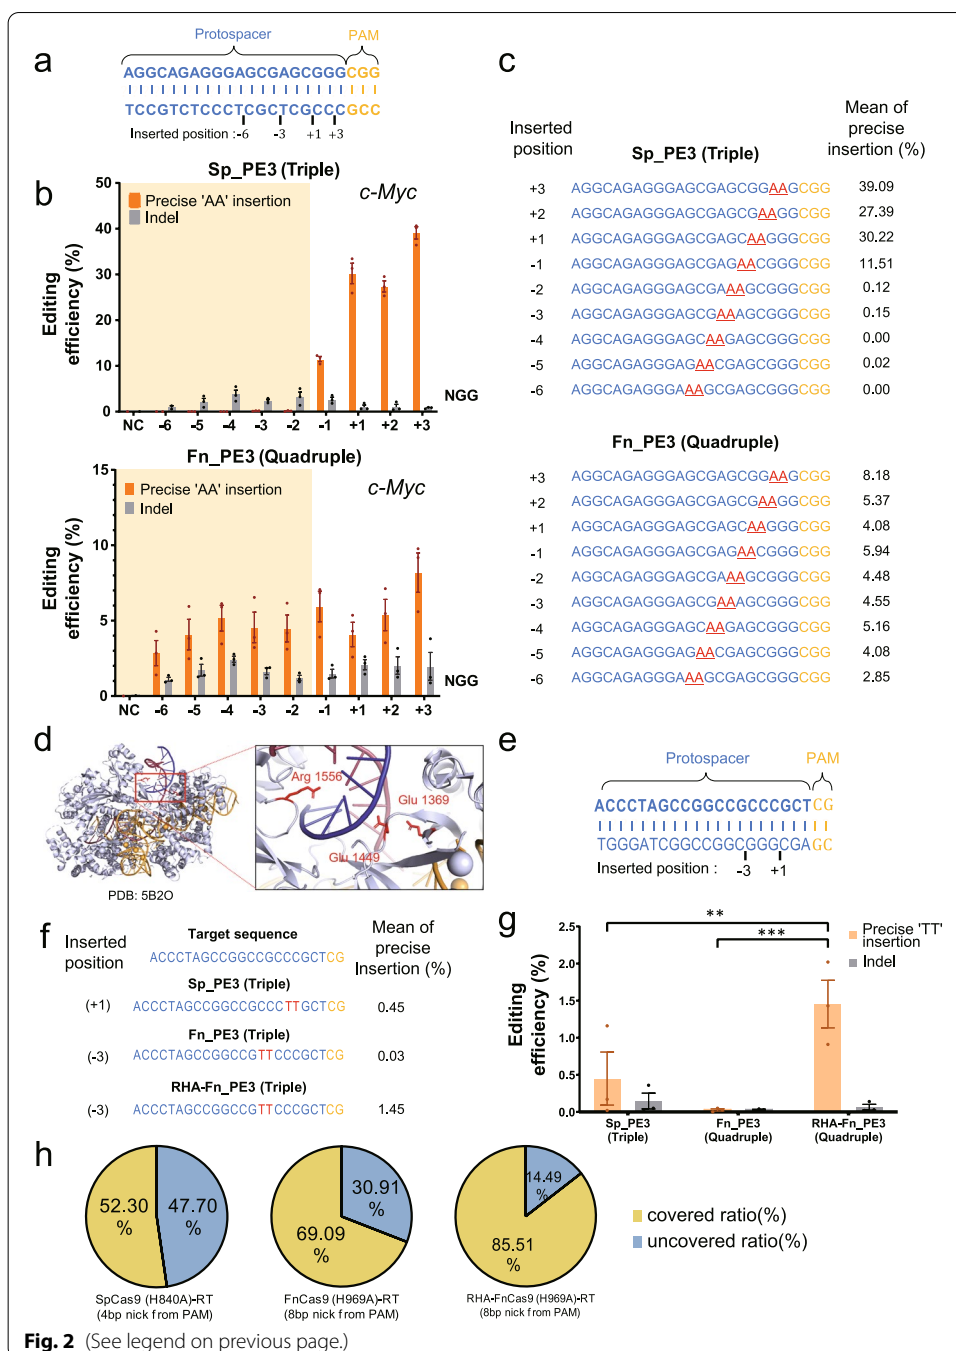 a
Protospacer
PAM
AGGCAGAGGGAGCGAGCGGGCGG
TCCGTCTCCCTCGCTCGCCCGCC
Inserted position : -6 -3 +1 +3
b
Sp_PE3 (Triple)
c-Myc
Precise 'AA' insertion
Indel
Editing efficiency (%)
50
40
30
20
10
0
NGG
NC -6 -5 -4 -3 -2 -1 +1 +2 +3
Fn_PE3 (Quadruple)
c-Myc
Precise 'AA' insertion
Indel
Editing efficiency (%)
15
10
5
0
NGG
NC -6 -5 -4 -3 -2 -1 +1 +2 +3
c
Inserted position
Sp_PE3 (Triple)
Mean of precise insertion (%)
+3 AGGCAGAGGGAGCGAGCGGAAGCGG 39.09
+2 AGGCAGAGGGAGCGAGCGAAGGCGG 27.39
+1 AGGCAGAGGGAGCGAGCAAGGGCGG 30.22
-1 AGGCAGAGGGAGCGAGAACGGGCGG 11.51
-2 AGGCAGAGGGAGCGAAAGCGGGCGG 0.12
-3 AGGCAGAGGGAGCGAAAGCGGGCGG 0.15
-4 AGGCAGAGGGAGCAAGAGCGGGCGG 0.00
-5 AGGCAGAGGGAGAACGAGCGGGCGG 0.02
-6 AGGCAGAGGGAAAGCGAGCGGGCGG 0.00
Fn_PE3 (Quadruple)
+3 AGGCAGAGGGAGCGAGCGGAAGCGG 8.18
+2 AGGCAGAGGGAGCGAGCGAAGGCGG 5.37
+1 AGGCAGAGGGAGCGAGCAAGGGCGG 4.08
-1 AGGCAGAGGGAGCGAGAACGGGCGG 5.94
-2 AGGCAGAGGGAGCGAAAGCGGGCGG 4.48
-3 AGGCAGAGGGAGCGAAAGCGGGCGG 4.55
-4 AGGCAGAGGGAGCAAGAGCGGGCGG 5.16
-5 AGGCAGAGGGAGAACGAGCGGGCGG 4.08
-6 AGGCAGAGGGAAAGCGAGCGGGCGG 2.85
d
Arg 1556
Glu 1369
Glu 1449
PDB: 5B2O
e
Protospacer
PAM
ACCCTAGCCGGCCGCCCGCTCG
TGGGATCGGCCGGCGGGCGAGC
Inserted position : -3 +1
f
Inserted position
Target sequence
Mean of precise Insertion (%)
ACCCTAGCCGGCCGCCCGCTCG
Sp_PE3 (Triple)
(+1) ACCCTAGCCGGCCGCCCTTGCTCG 0.45
Fn_PE3 (Triple)
(-3) ACCCTAGCCGGCCGTTCCCGCTCG 0.03
RHA-Fn_PE3 (Triple)
(-3) ACCCTAGCCGGCCGTTCCCGCTCG 1.45
g
** 
***
Precise 'TT' insertion
Indel
Editing efficiency (%)
2.5
2.0
1.5
1.0
0.5
0.0
Sp_PE3 (Triple)
Fn_PE3 (Quadruple)
RHA-Fn_PE3 (Quadruple)
h
52.30 %
47.70 %
SpCas9 (H840A)-RT
(4bp nick from PAM)
30.91 %
69.09 %
FnCas9 (H969A)-RT
(8bp nick from PAM)
14.49 %
85.51 %
RHA-FnCas9 (H969A)-RT
(8bp nick from PAM)
covered ratio(%)
uncovered ratio(%)
Fig. 2 (See legend on previous page.)